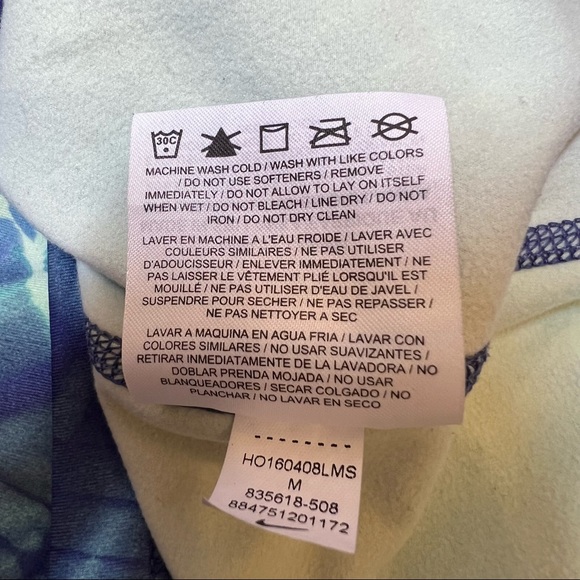 30C
MACHINE WASH COLD / WASH WITH LIKE COLORS
/ DO NOT USE SOFTENERS / REMOVE
IMMEDIATELY / DO NOT ALLOW TO LAY ON ITSELF
WHEN WET / DO NOT BLEACH / LINE DRY / DO NOT
IRON / DO NOT DRY CLEAN
LAVER EN MACHINE A L'EAU FROIDE / LAVER AVEC
COULEURS SIMILAIRES / NE PAS UTILISER
D'ADOUCISSEUR / ENLEVER IMMEDIATEMENT / NE
PAS LAISSER LE VÊTEMENT PLIÉ LORSQU'IL EST
MOUILLÉ / NE PAS UTILISER D'EAU DE JAVEL /
SUSPENDRE POUR SECHER / NE PAS REPASSER /
NE PAS NETTOYER A SEC
LAVAR A MAQUINA EN AGUA FRIA / LAVAR CON
COLORES SIMILARES / NO USAR SUAVIZANTES /
RETIRAR INMEDIATAMENTE DE LA LAVADORA / NO
DOBLAR PRENDA MOJADA / NO USAR
BLANQUEADORES / SECAR COLGADO / NO
PLANCHAR / NO LAVAR EN SECO
HO160408LMS
M
835618-508
884751201172